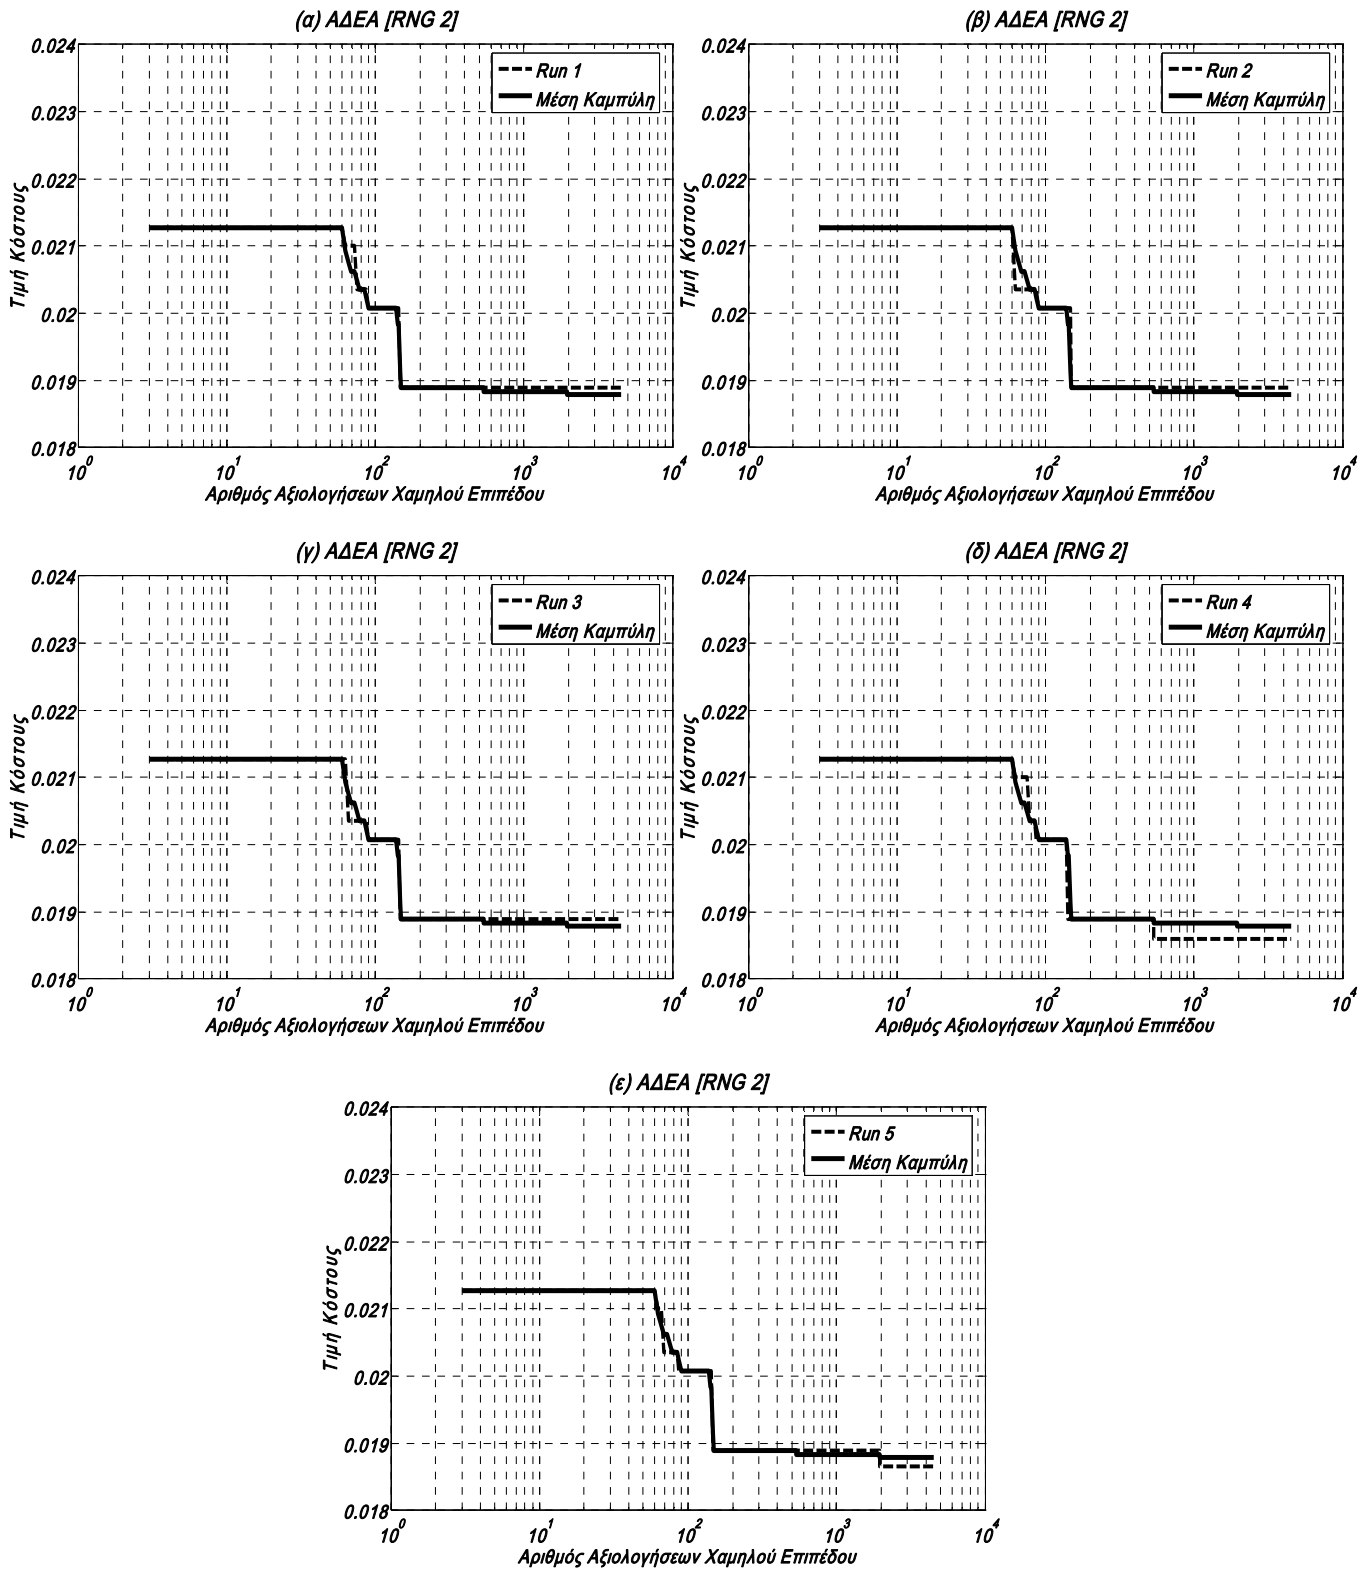 (α) ΑΔΕΑ [RNG 2]
Run 1
Μέση Καμπύλη
Τιμή Κόστους
0.024
0.023
0.022
0.021
0.02
0.019
0.018
10^0 10^1 10^2 10^3 10^4
Αριθμός Αξιολογήσεων Χαμηλού Επιπέδου
(β) ΑΔΕΑ [RNG 2]
Run 2
Μέση Καμπύλη
Τιμή Κόστους
0.024
0.023
0.022
0.021
0.02
0.019
0.018
10^0 10^1 10^2 10^3 10^4
Αριθμός Αξιολογήσεων Χαμηλού Επιπέδου
(γ) ΑΔΕΑ [RNG 2]
Run 3
Μέση Καμπύλη
Τιμή Κόστους
0.024
0.023
0.022
0.021
0.02
0.019
0.018
10^0 10^1 10^2 10^3 10^4
Αριθμός Αξιολογήσεων Χαμηλού Επιπέδου
(δ) ΑΔΕΑ [RNG 2]
Run 4
Μέση Καμπύλη
Τιμή Κόστους
0.024
0.023
0.022
0.021
0.02
0.019
0.018
10^0 10^1 10^2 10^3 10^4
Αριθμός Αξιολογήσεων Χαμηλού Επιπέδου
(ε) ΑΔΕΑ [RNG 2]
Run 5
Μέση Καμπύλη
Τιμή Κόστους
0.024
0.023
0.022
0.021
0.02
0.019
0.018
10^0 10^1 10^2 10^3 10^4
Αριθμός Αξιολογήσεων Χαμηλού Επιπέδου